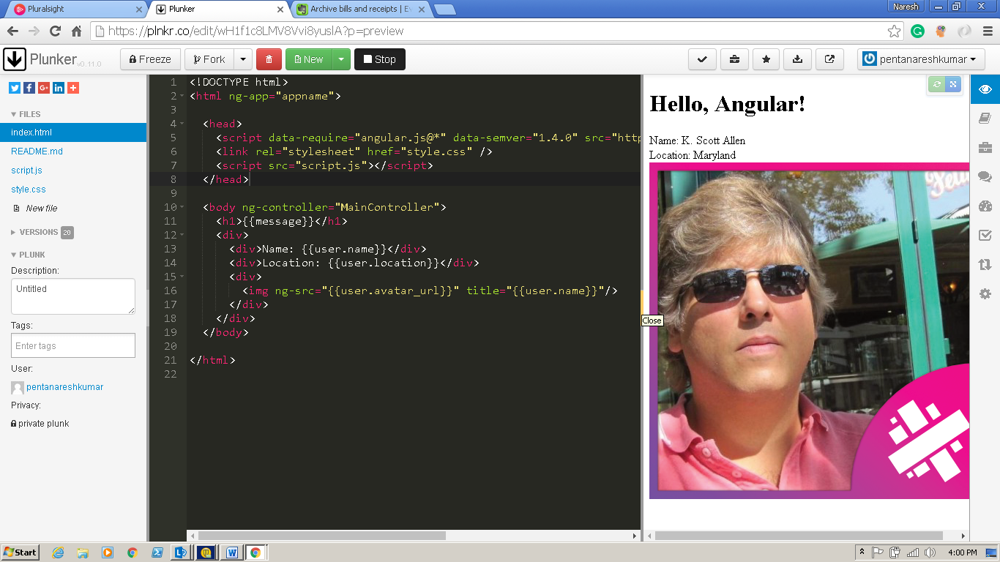 Pluralsight
Plunker
Archive bills and receipts | Ev
Naresh
https://plnkr.co/edit/wH1f1c8LMV8Vvi8yuslA?p=preview
Plunker v0.11.0
Freeze
Fork
New
Stop
pentanareshkumar
FILES
index.html
README.md
script.js
style.css
New file
VERSIONS 20
PLUNK
Description:
Untitled
Tags:
Enter tags
User:
pentanareshkumar
Privacy:
private plunk
1 <!DOCTYPE html>
2 <html ng-app="appname">
3
4 <head>
5 <script data-require="angular.js@*" data-semver="1.4.0" src="http
6 <link rel="stylesheet" href="style.css" />
7 <script src="script.js"></script>
8 </head>
9
10 <body ng-controller="MainController">
11 <h1>{{message}}</h1>
12 <div>
13 <div>Name: {{user.name}}</div>
14 <div>Location: {{user.location}}</div>
15 <div>
16 <img ng-src="{{user.avatar_url}}" title="{{user.name}}"/>
17 </div>
18 </div>
19 </body>
20
21 </html>
22
Hello, Angular!
Name: K. Scott Allen
Location: Maryland
Close
Start
4:00 PM